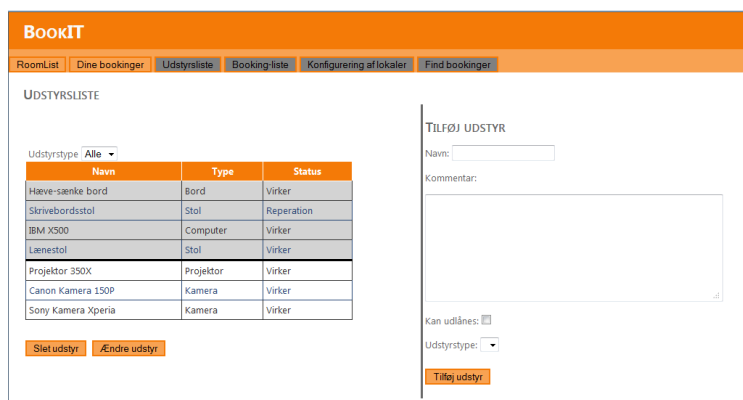 BookIT
RoomList Dine bookinger Udstyrsliste Booking-liste Konfigurering af lokaler Find bookinger
Udstyrsliste
Udstyrstype Alle
Navn Type Status
Hæve-sænke bord Bord Virker
Skrivebordsstol Stol Reperation
IBM X500 Computer Virker
Lænestol Stol Virker
Projektor 350X Projektor Virker
Canon Kamera 150P Kamera Virker
Sony Kamera Xperia Kamera Virker
Slet udstyr Ændre udstyr
Tilføj udstyr
Navn:
Kommentar:
Kan udlånes:
Udstyrstype:
Tilføj udstyr